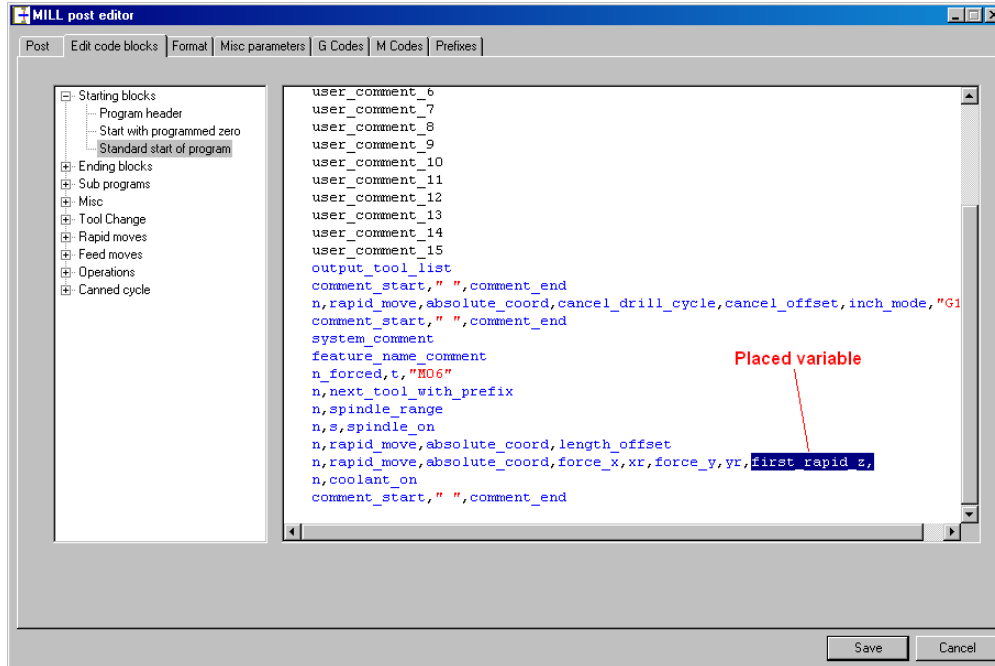 MILL post editor
Post Edit code blocks Format Misc parameters G Codes M Codes Prefixes
Starting blocks
Program header
Start with programmed zero
Standard start of program
Ending blocks
Sub programs
Misc
Tool Change
Rapid moves
Feed moves
Operations
Canned cycle
user_comment_6
user_comment_7
user_comment_8
user_comment_9
user_comment_10
user_comment_11
user_comment_12
user_comment_13
user_comment_14
user_comment_15
output_tool_list
comment_start," ",comment_end
n,rapid_move,absolute_coord,cancel_drill_cycle,cancel_offset,inch_mode,"G1
comment_start," ",comment_end
system_comment
feature_name_comment
Placed variable
n_forced,t,"M06"
n,next_tool_with_prefix
n,spindle_range
n,s,spindle_on
n,rapid_move,absolute_coord,length_offset
n,rapid_move,absolute_coord,force_x,xr,force_y,yr,first_rapid_z,
n,coolant_on
comment_start," ",comment_end
Save Cancel